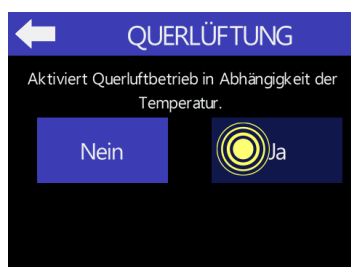 QUERLÜFTUNG
Aktiviert Querluftbetrieb in Abhängigkeit der
Temperatur.
Nein
Ja